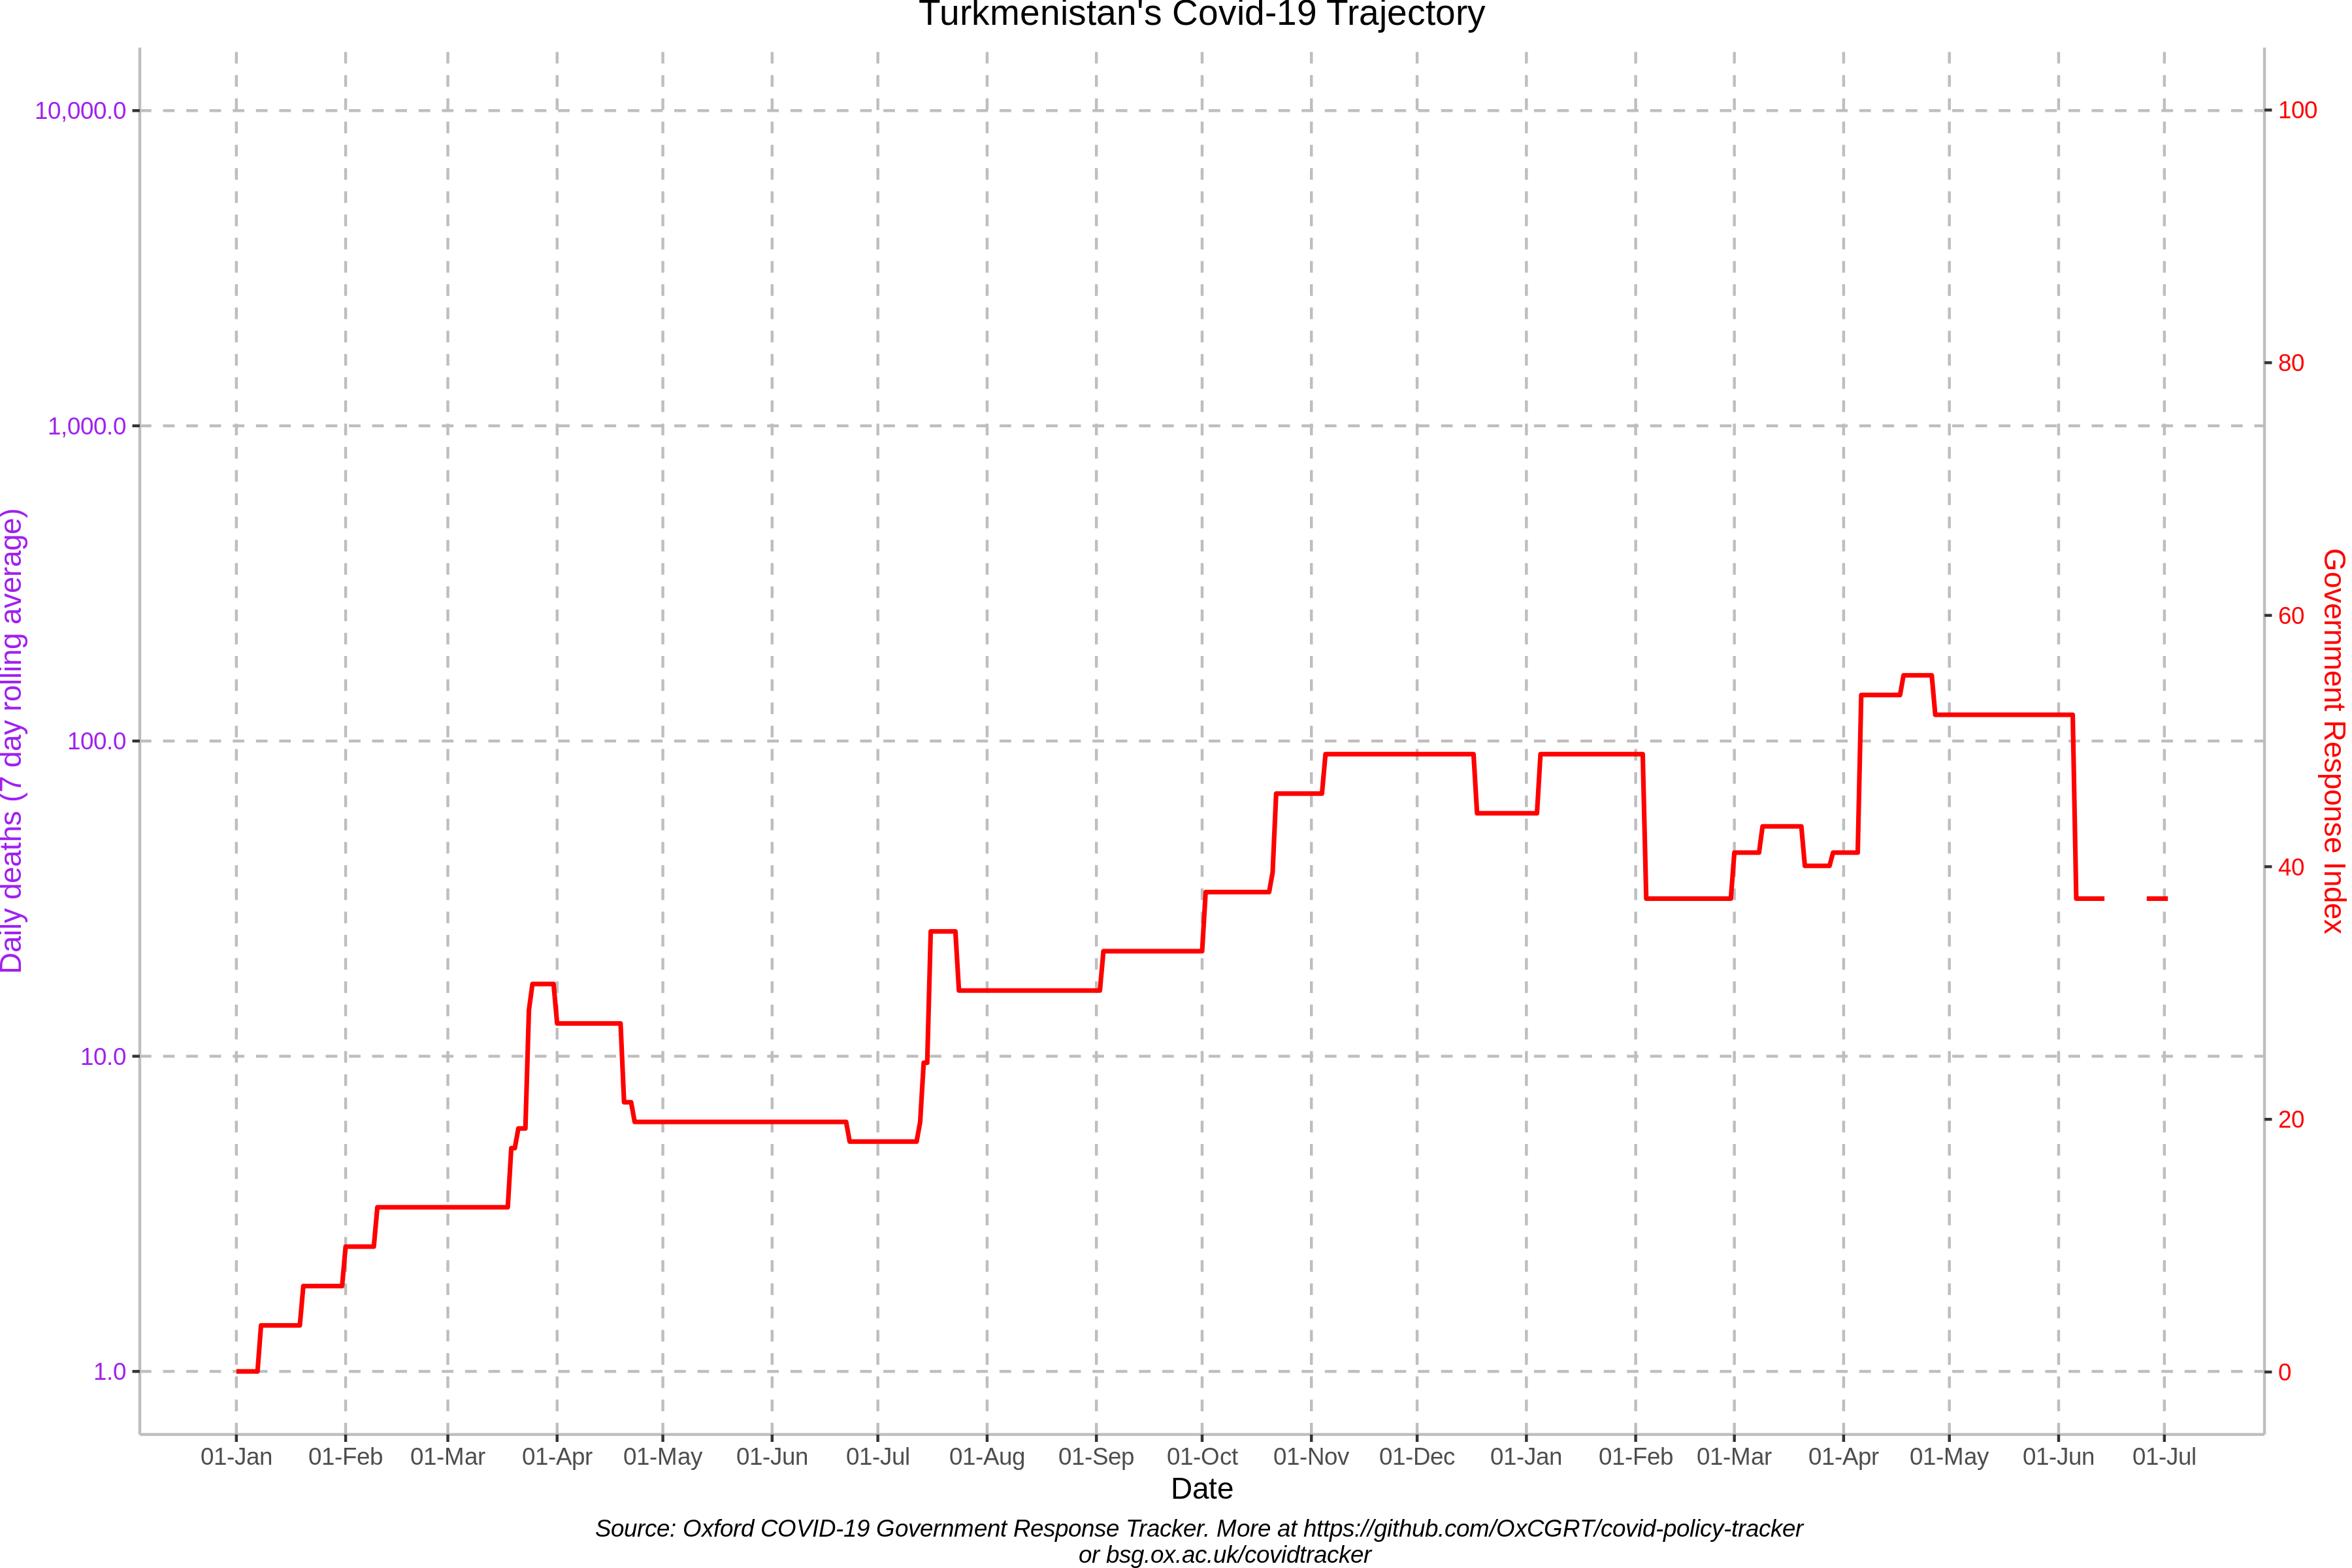 Turkmenistan's Covid-19 Trajectory
Daily deaths (7 day rolling average)
10,000.0
1,000.0
100.0
10.0
1.0
100
80
60
40
20
0
Government Response Index
01-Jan 01-Feb 01-Mar 01-Apr 01-May 01-Jun 01-Jul 01-Aug 01-Sep 01-Oct 01-Nov 01-Dec 01-Jan 01-Feb 01-Mar 01-Apr 01-May 01-Jun 01-Jul
Date
Source: Oxford COVID-19 Government Response Tracker. More at https://github.com/OxCGRT/covid-policy-tracker
or bsg.ox.ac.uk/covidtracker